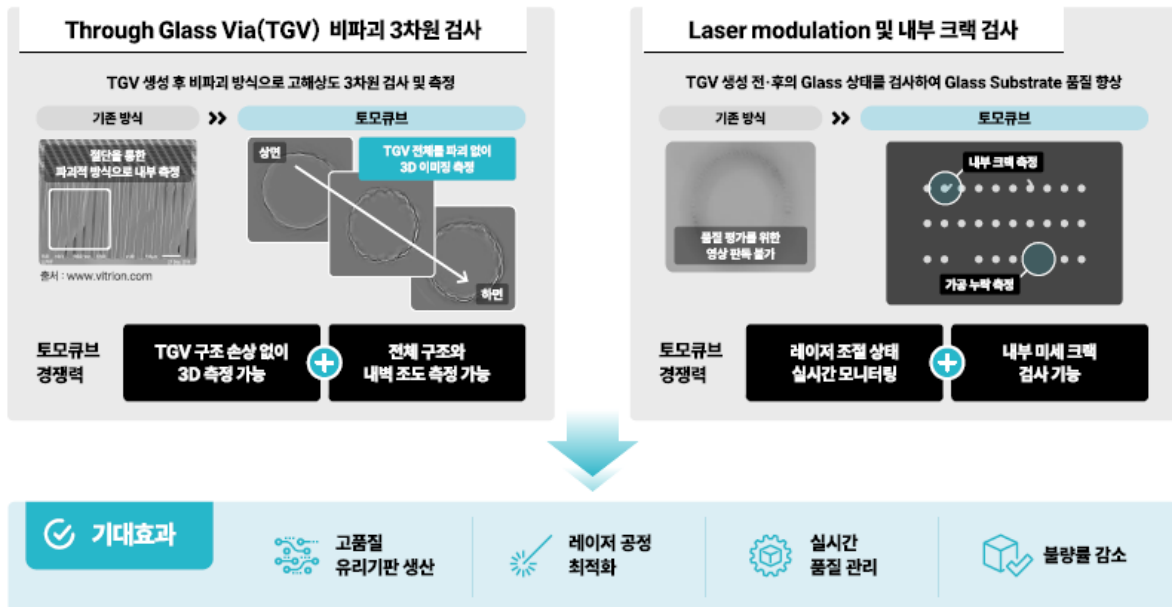 Through Glass Via(TGV) 비파괴 3차원 검사
TGV 생성 후 비파괴 방식으로 고해상도 3차원 검사 및 측정
기존 방식
토모큐브
절단을 통한
파괴적 방식으로 내부 측정
출처 : www.vitrion.com
상면
TGV 전체를 파괴 없이
3D 이미징 측정
하면
토모큐브
경쟁력
TGV 구조 손상 없이
3D 측정 가능
전체 구조와
내벽 조도 측정 가능
Laser modulation 및 내부 크랙 검사
TGV 생성 전·후의 Glass 상태를 검사하여 Glass Substrate 품질 향상
기존 방식
토모큐브
품질 평가를 위한
영상 판독 불가
내부 크랙 측정
가공 누락 측정
토모큐브
경쟁력
레이저 조절 상태
실시간 모니터링
내부 미세 크랙
검사 기능
기대효과
고품질
유리기판 생산
레이저 공정
최적화
실시간
품질 관리
불량률 감소